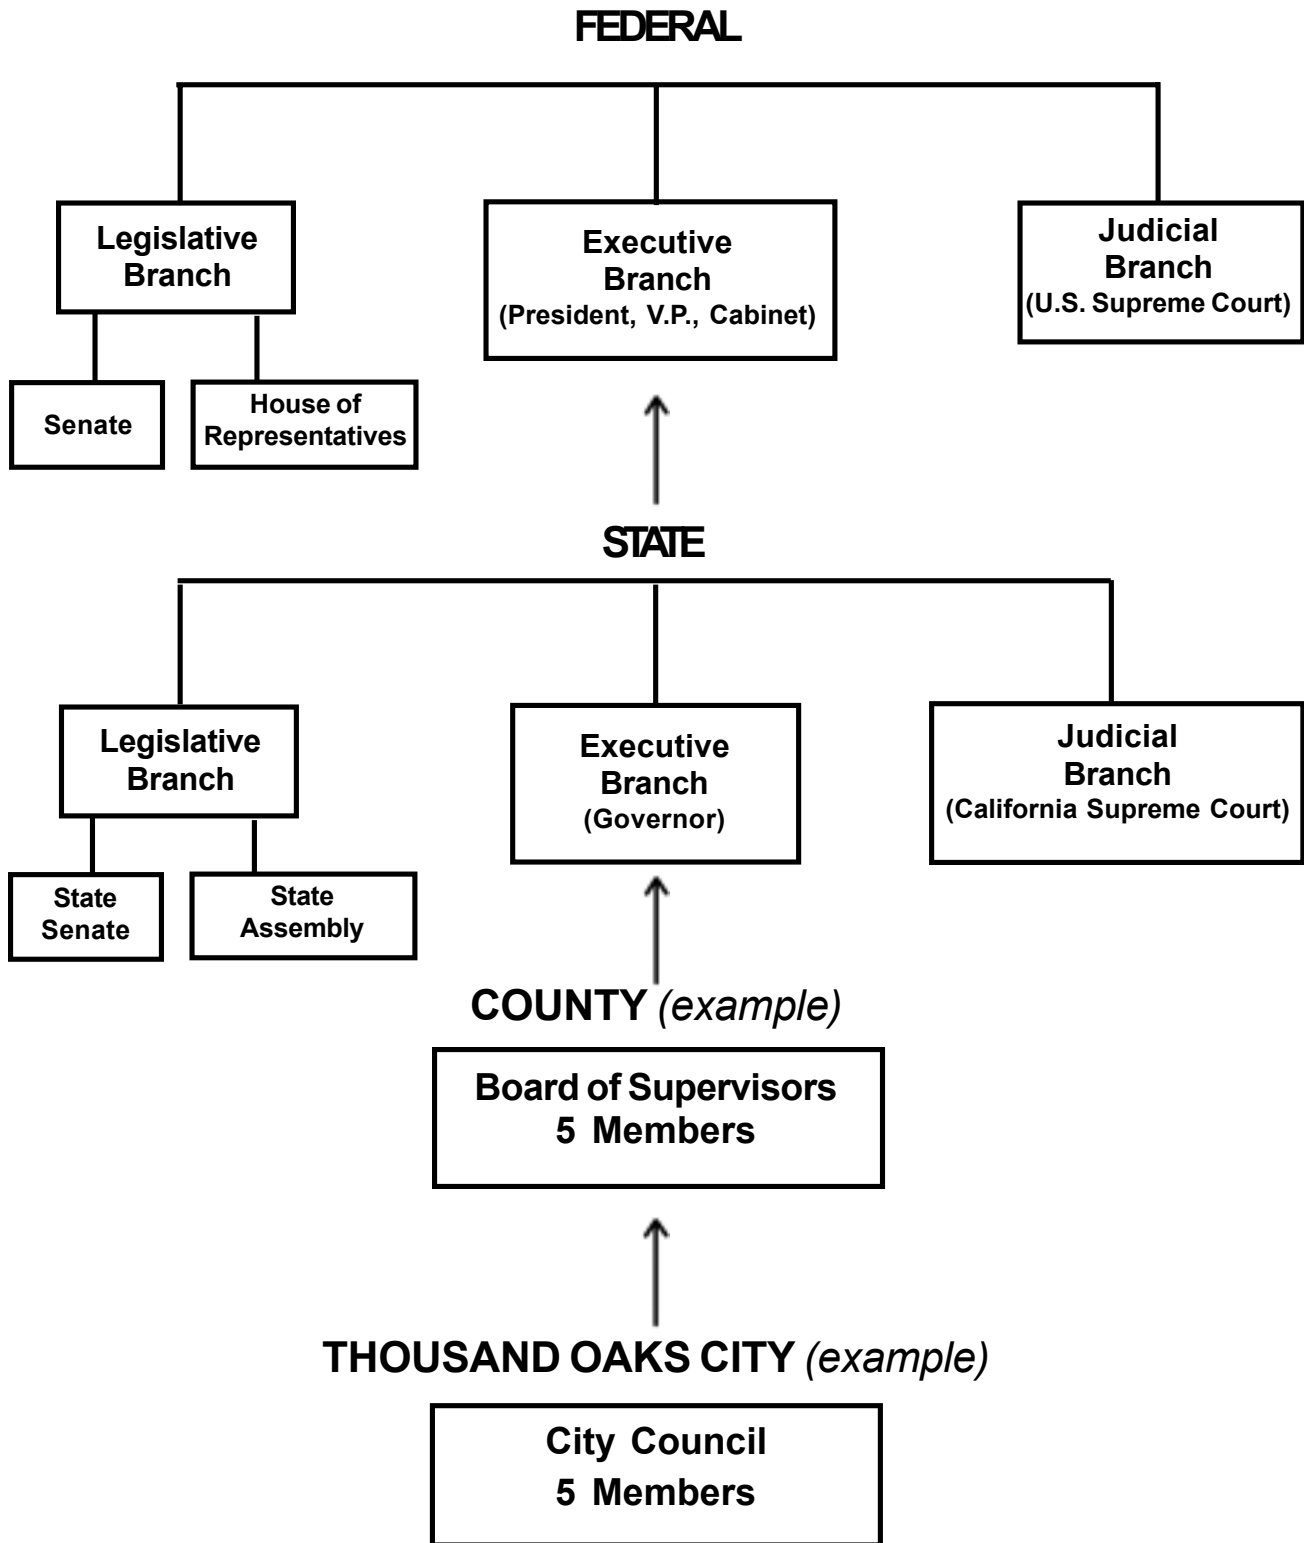 FEDERAL
Legislative
Branch
Executive
Branch
(President, V.P., Cabinet)
Judicial
Branch
(U.S. Supreme Court)
Senate
House of
Representatives
STATE
Legislative
Branch
Executive
Branch
(Governor)
Judicial
Branch
(California Supreme Court)
State
Senate
State
Assembly
COUNTY (example)
Board of Supervisors
5 Members
THOUSAND OAKS CITY (example)
City Council
5 Members